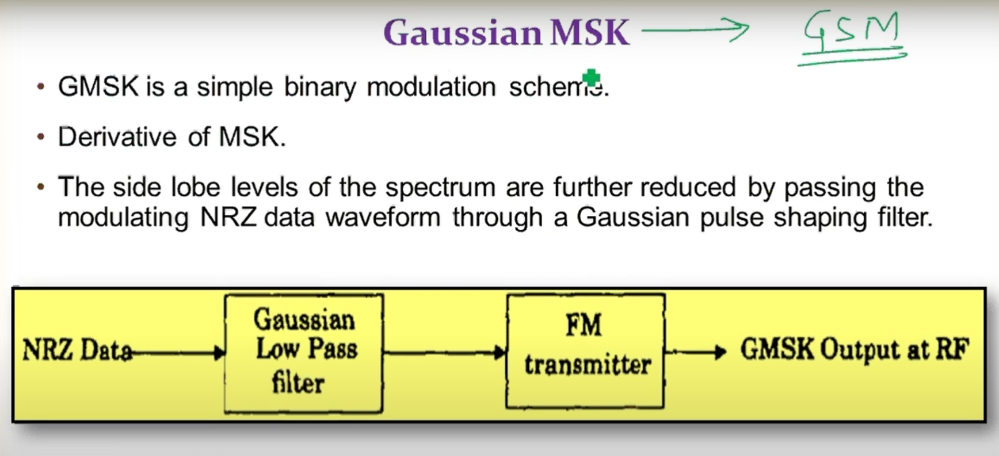 Gaussian MSK
GSM
• GMSK is a simple binary modulation scheme.
• Derivative of MSK.
• The side lobe levels of the spectrum are further reduced by passing the
modulating NRZ data waveform through a Gaussian pulse shaping filter.
NRZ Data
Gaussian
Low Pass
filter
FM
transmitter
GMSK Output at RF